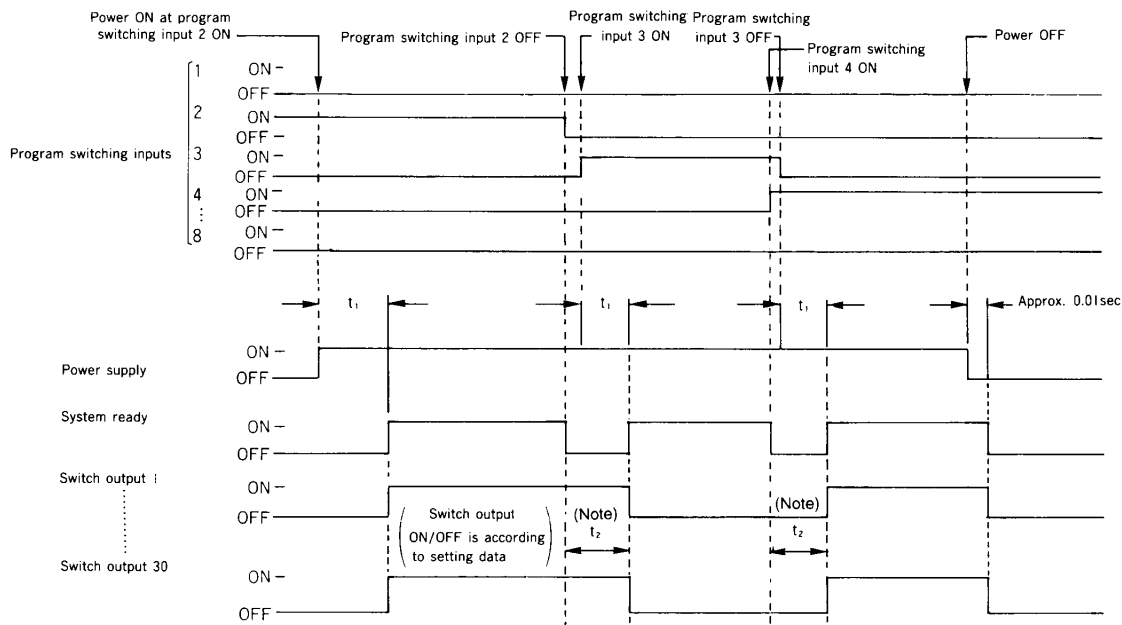 Power ON at program
switching input 2 ON
Program switching input 2 OFF
Program switching
input 3 ON
Program switching
input 3 OFF
Program switching
input 4 ON
Power OFF
Program switching inputs
1
ON
OFF
2
ON
OFF
3
ON
OFF
4
ON
OFF
8
ON
OFF
t₁
t₁
t₁
Approx. 0.01sec
Power supply
ON
OFF
System ready
ON
OFF
Switch output 1
ON
OFF
Switch output
ON/OFF is according
to setting data
(Note)
t₂
(Note)
t₂
Switch output 30
ON
OFF